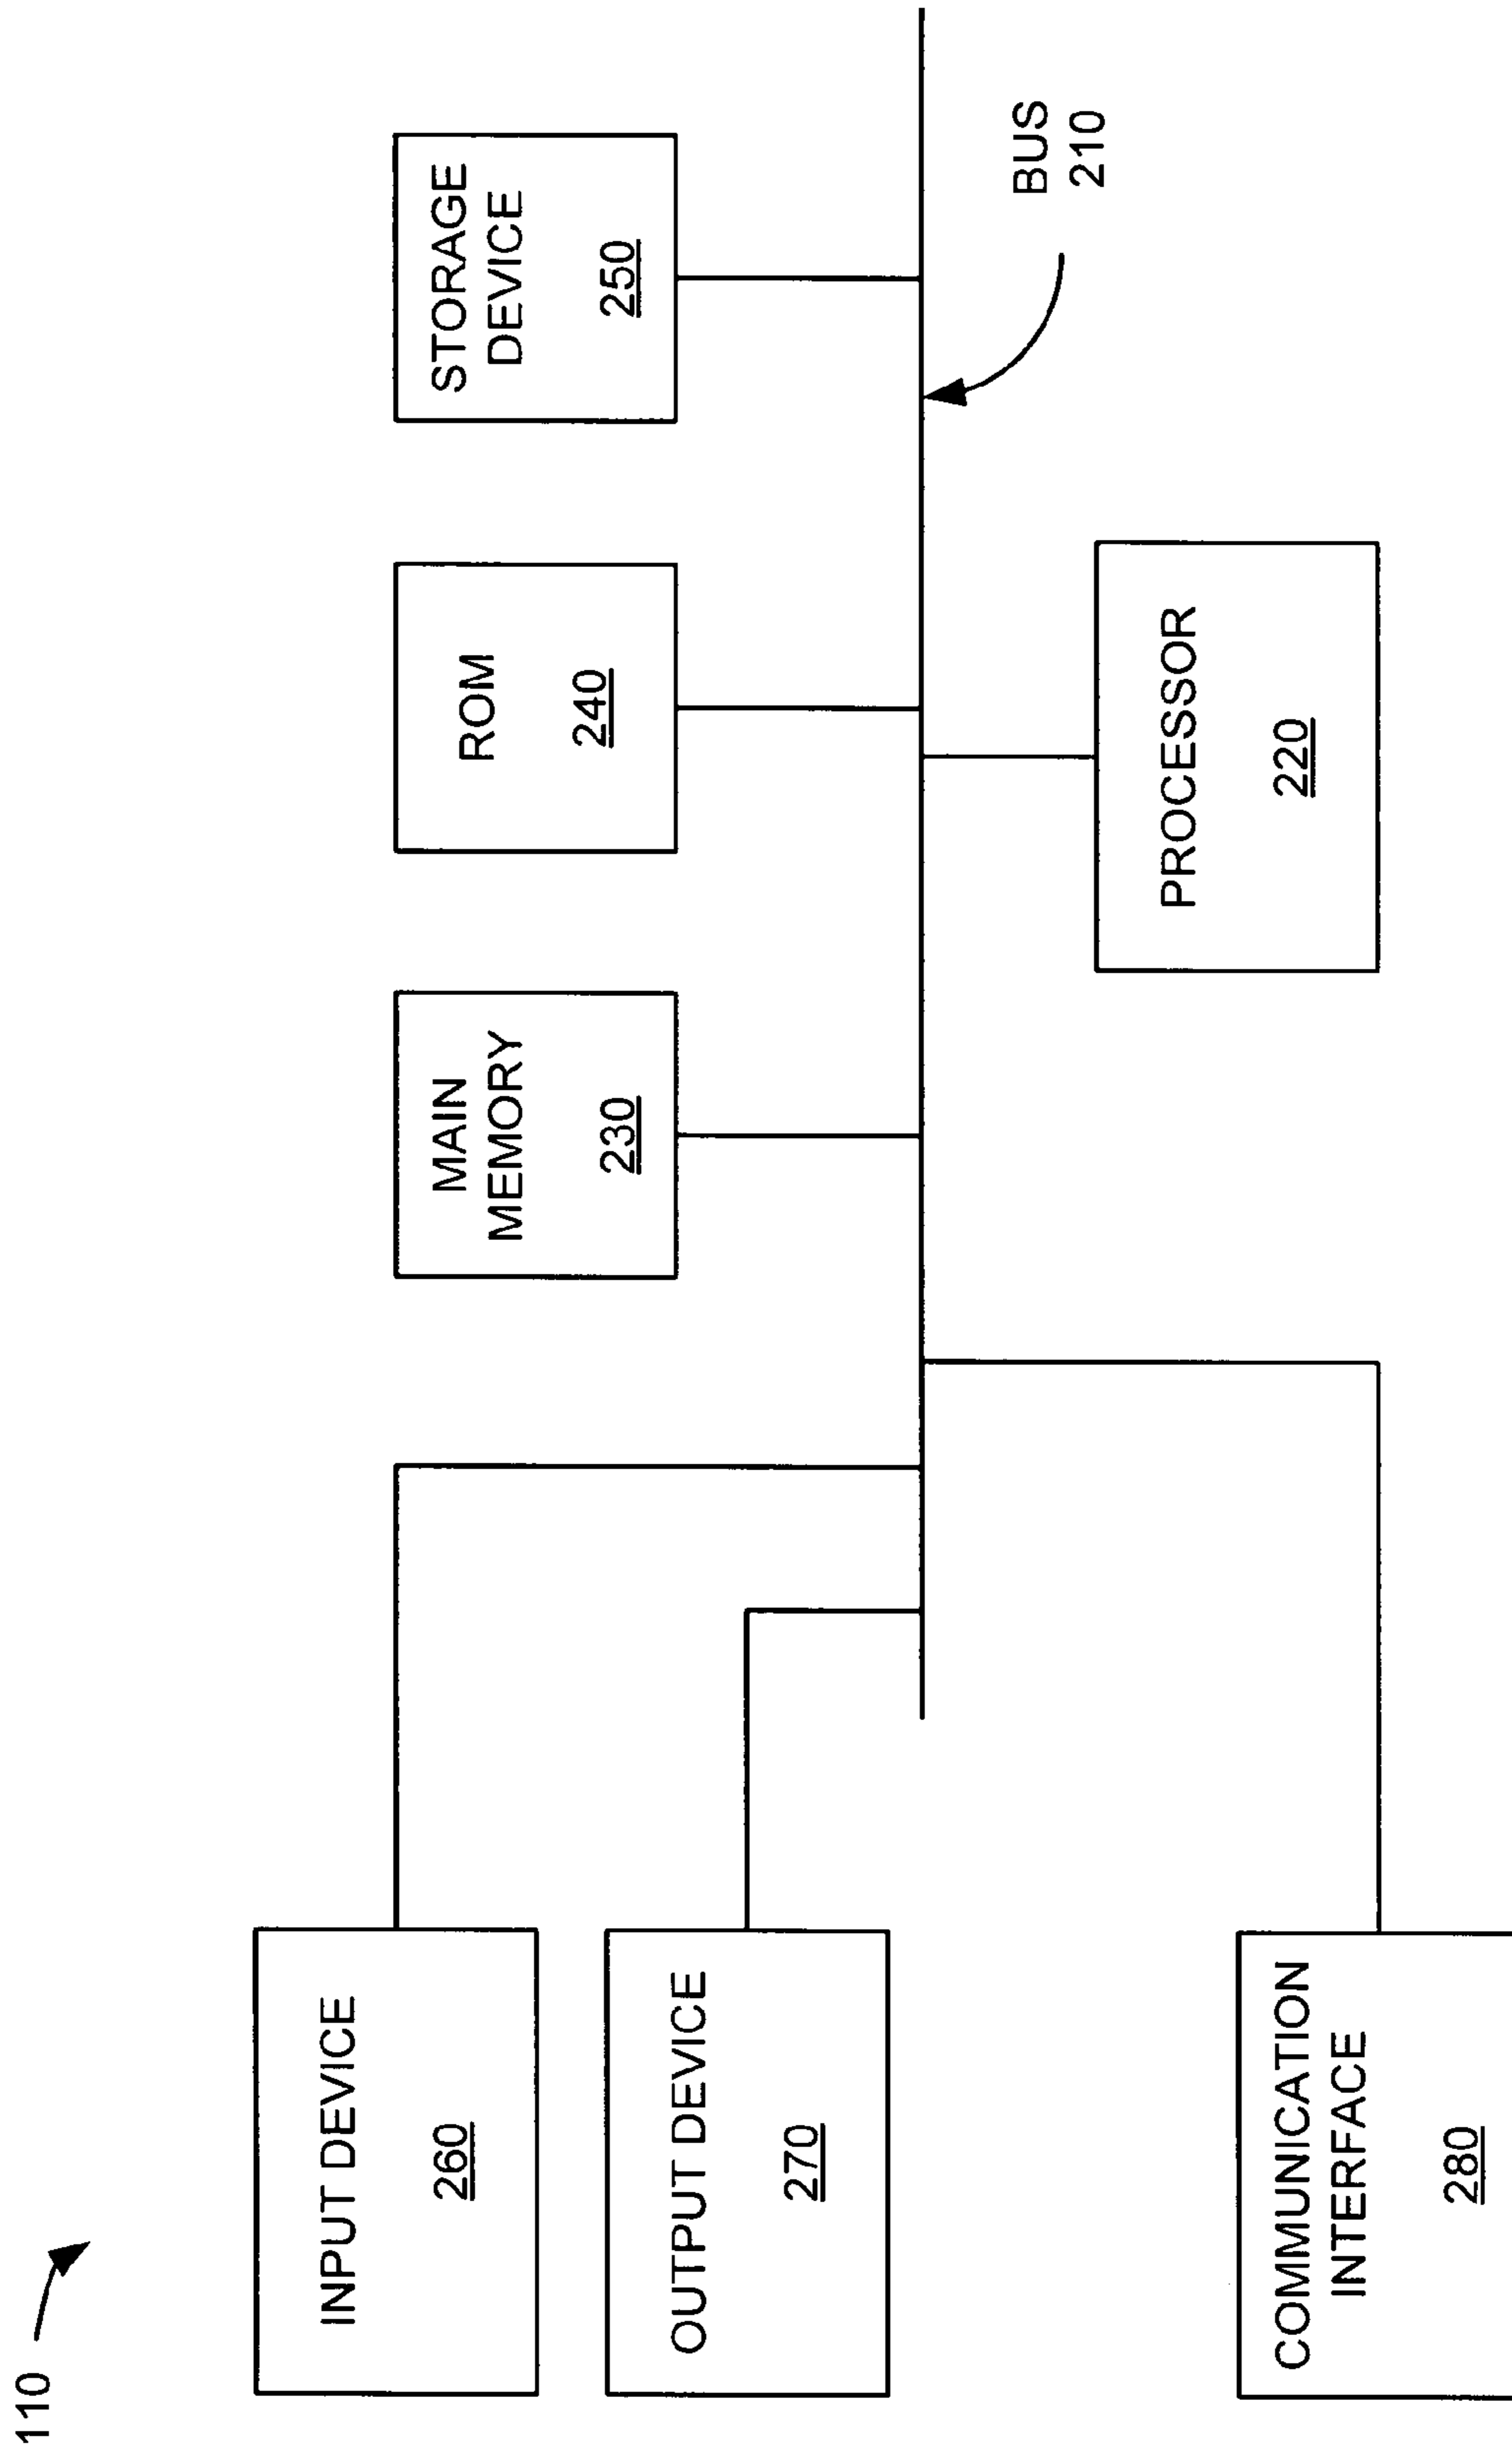 110
INPUT DEVICE
260
OUTPUT DEVICE
270
COMMUNICATION
INTERFACE
280
MAIN
MEMORY
230
ROM
240
STORAGE
DEVICE
250
PROCESSOR
220
BUS
210